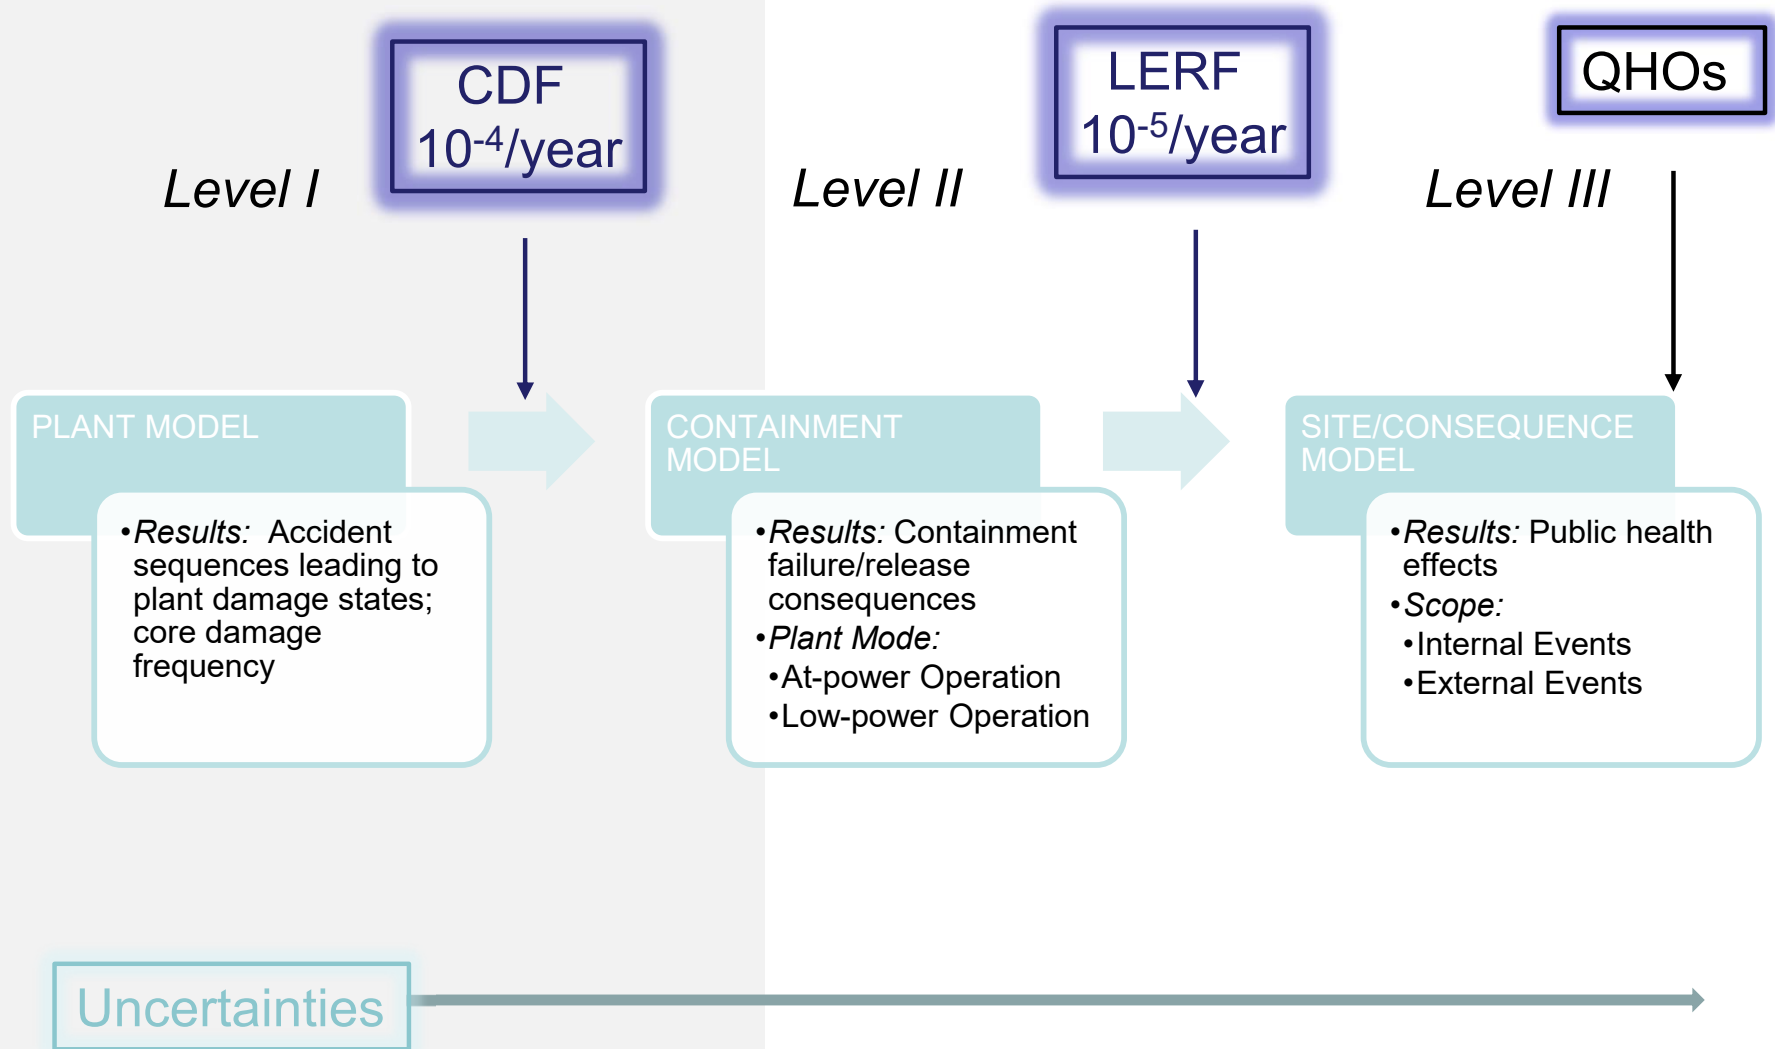 CDF
10⁻⁴/year
Level I
LERF
10⁻⁵/year
Level II
QHOs
Level III
PLANT MODEL
•Results: Accident
sequences leading to
plant damage states;
core damage
frequency
CONTAINMENT
MODEL
•Results: Containment
failure/release
consequences
•Plant Mode:
•At-power Operation
•Low-power Operation
SITE/CONSEQUENCE
MODEL
•Results: Public health
effects
•Scope:
•Internal Events
•External Events
Uncertainties